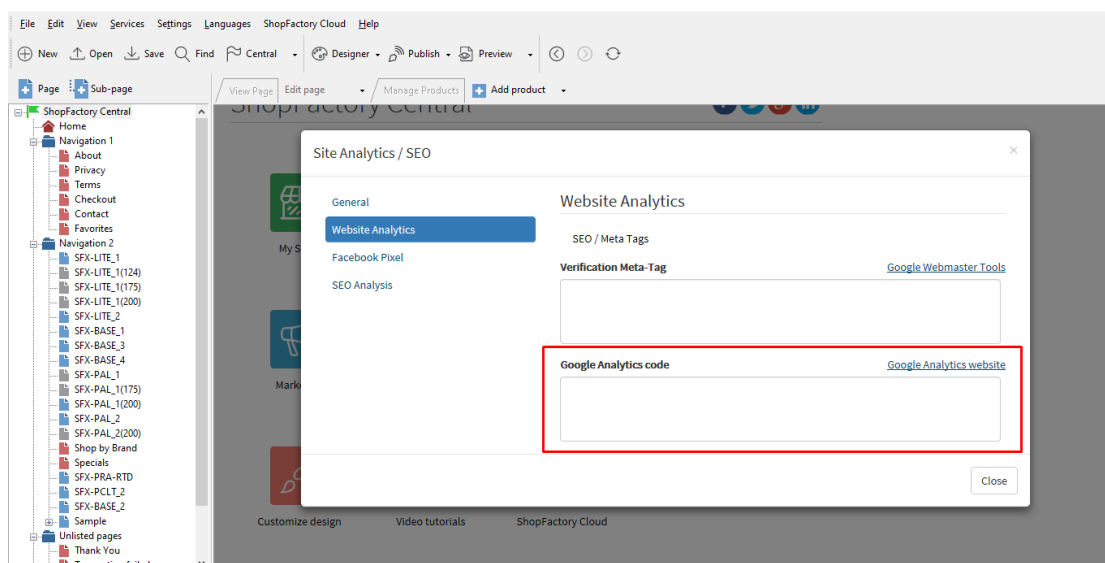 File Edit View Services Settings Languages ShopFactory Cloud Help
New Open Save Find Central Designer Publish Preview
Page Sub-page View Page Edit page Manage Products Add product
ShopFactory Central
ShopFactory Central
Home
Navigation 1
About
Privacy
Terms
Checkout
Contact
Favorites
Navigation 2
SFX-LITE_1
SFX-LITE_1(124)
SFX-LITE_1(175)
SFX-LITE_1(200)
SFX-LITE_2
SFX-BASE_1
SFX-BASE_3
SFX-BASE_4
SFX-PAL_1
SFX-PAL_1(175)
SFX-PAL_1(200)
SFX-PAL_2
SFX-PAL_2(200)
Shop by Brand
Specials
SFX-PRA-RTD
SFX-PCLT_2
SFX-BASE_2
Sample
Unlisted pages
Thank You
Site Analytics / SEO
General
Website Analytics
Facebook Pixel
SEO Analysis
Website Analytics
SEO / Meta Tags
Verification Meta-Tag Google Webmaster Tools
Google Analytics code Google Analytics website
Close
My S
Mark
Customize design Video tutorials ShopFactory Cloud